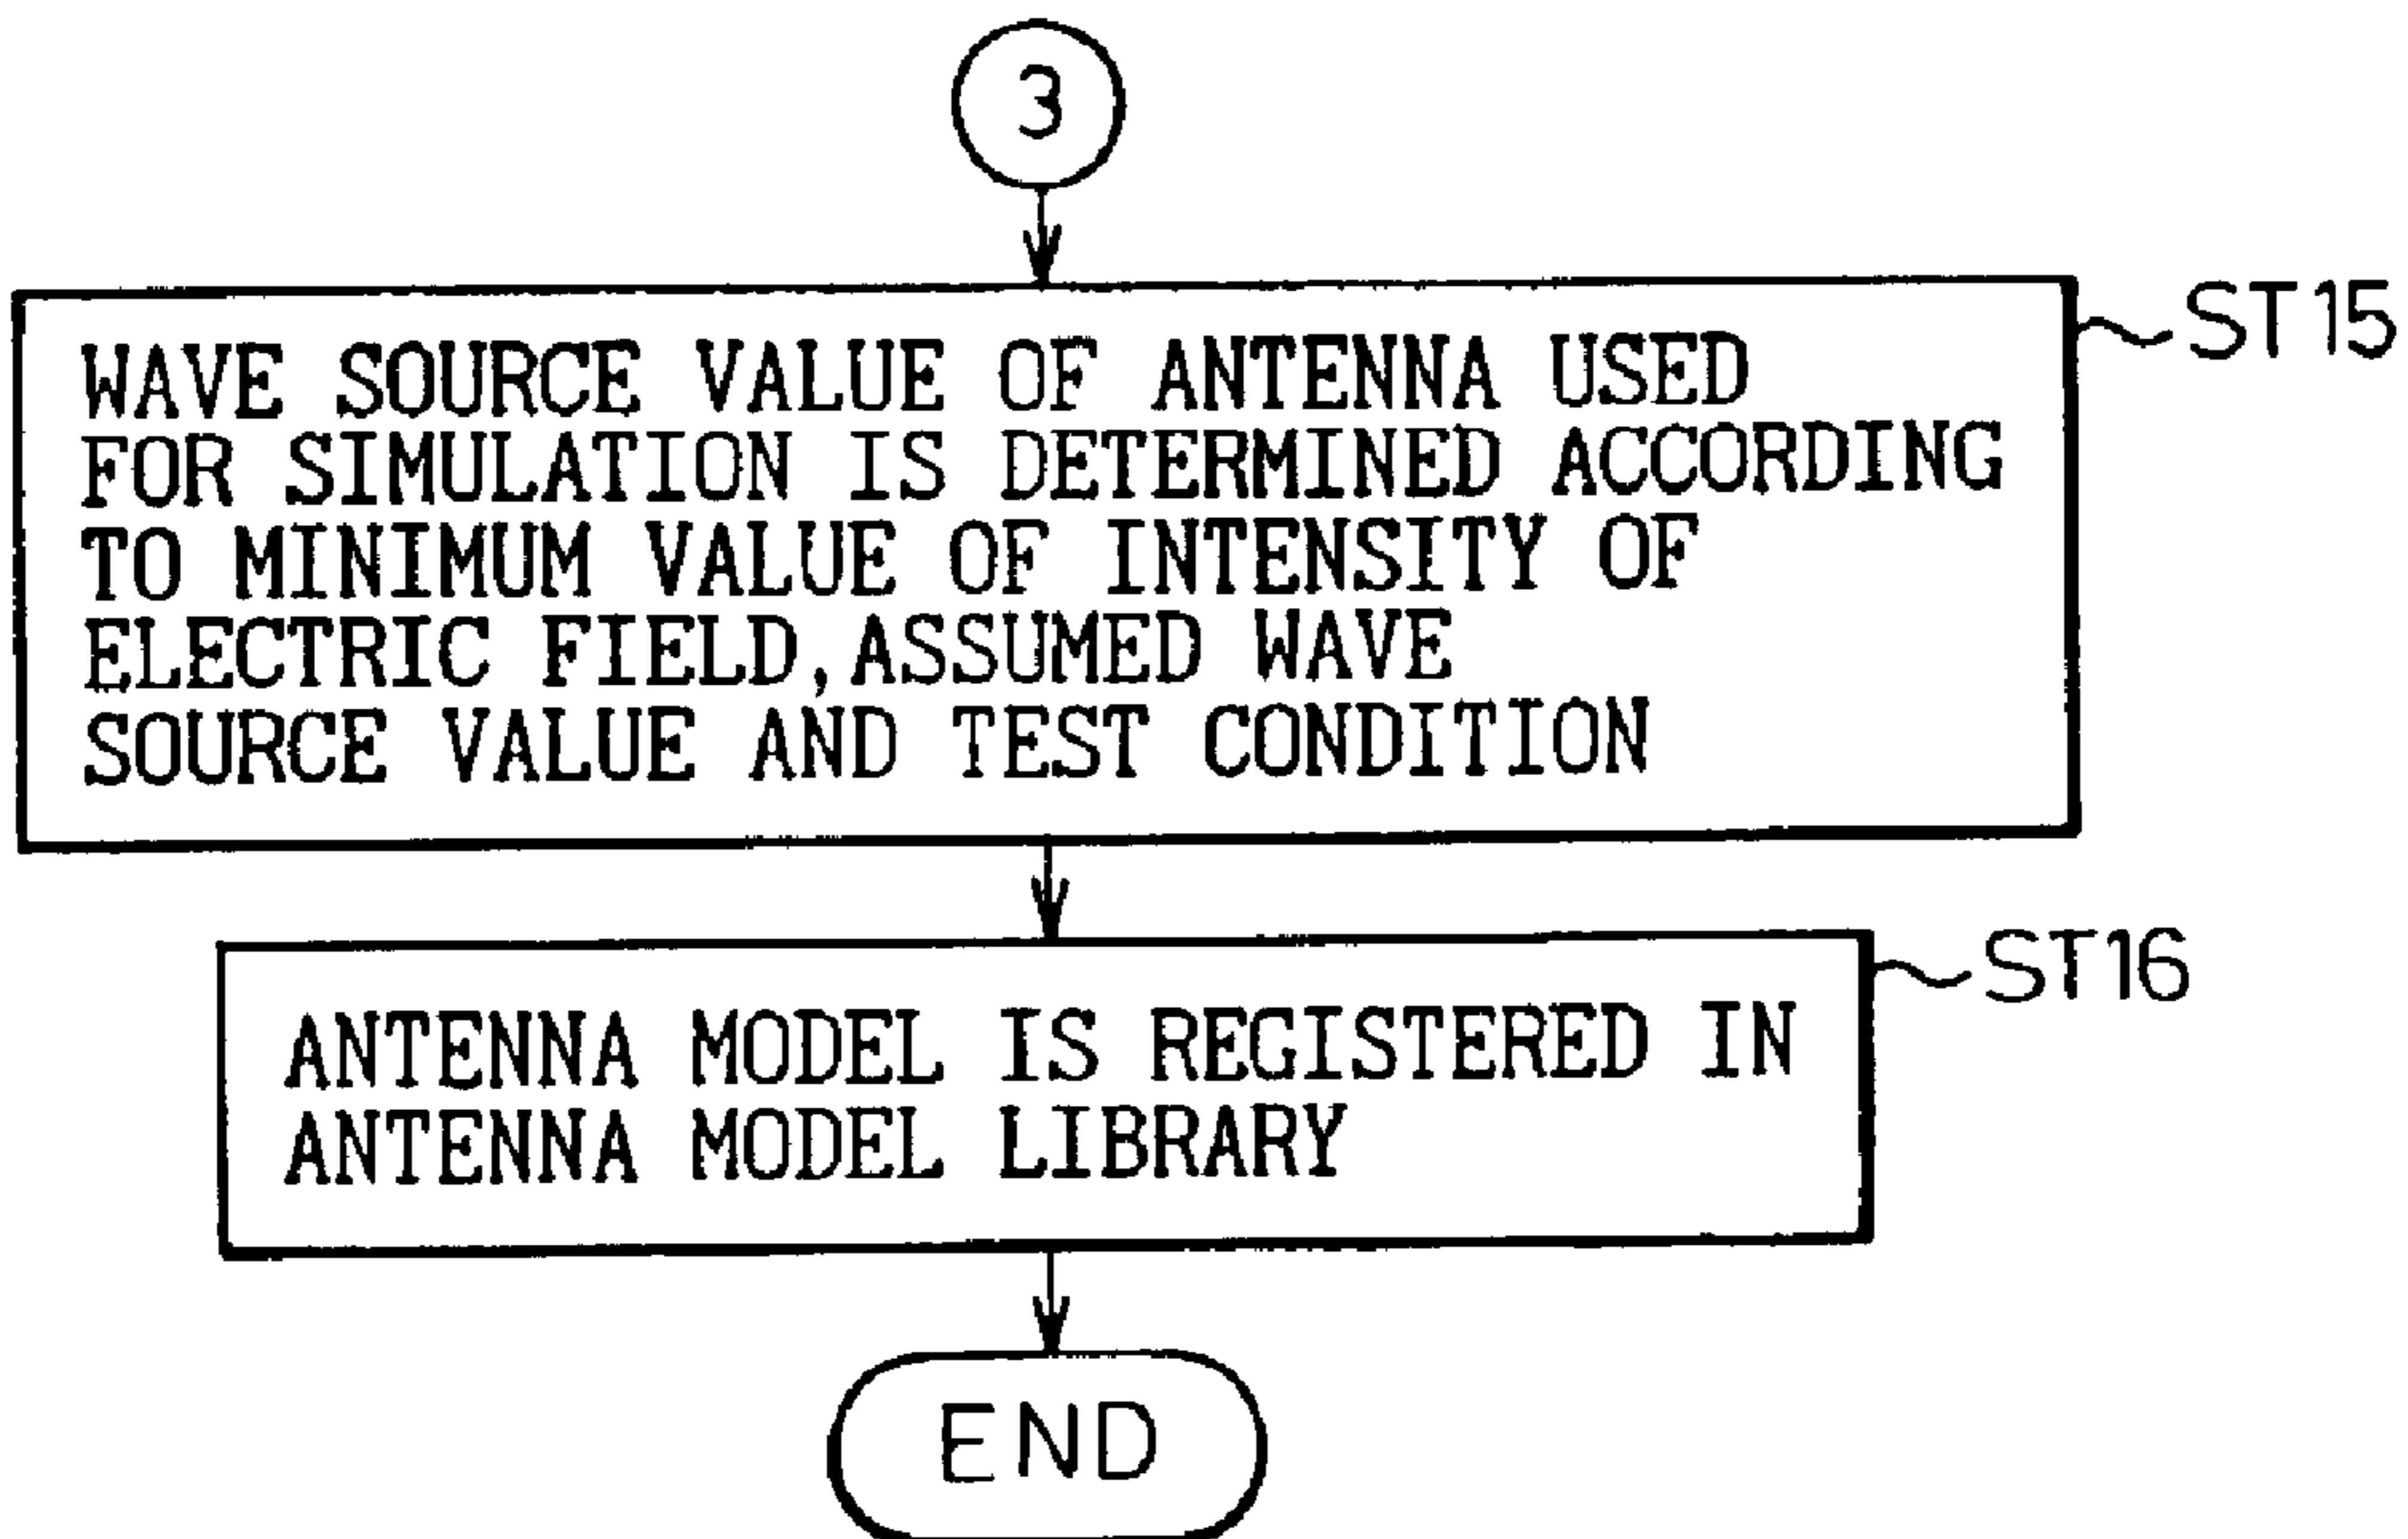 3
ST15
WAVE SOURCE VALUE OF ANTENNA USED
FOR SIMULATION IS DETERMINED ACCORDING
TO MINIMUM VALUE OF INTENSITY OF
ELECTRIC FIELD,ASSUMED WAVE
SOURCE VALUE AND TEST CONDITION
ST16
ANTENNA MODEL IS REGISTERED IN
ANTENNA MODEL LIBRARY
END